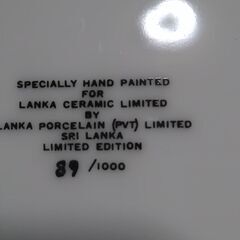 SPECIALLY HAND PAINTED
FOR
LANKA CERAMIC LIMITED
BY
LANKA PORCELAIN (PVT) LIMITED
SRI LANKA
LIMITED EDITION
89 /1000